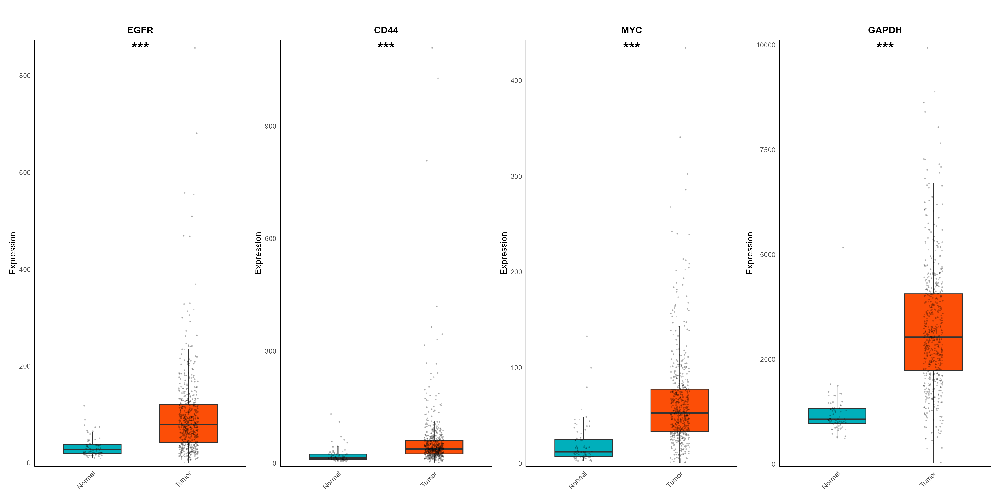 EGFR
***
Expression
800
600
400
200
0
Normal
Tumor
CD44
***
Expression
900
600
300
0
Normal
Tumor
MYC
***
Expression
400
300
200
100
0
Normal
Tumor
GAPDH
***
Expression
10000
7500
5000
2500
0
Normal
Tumor